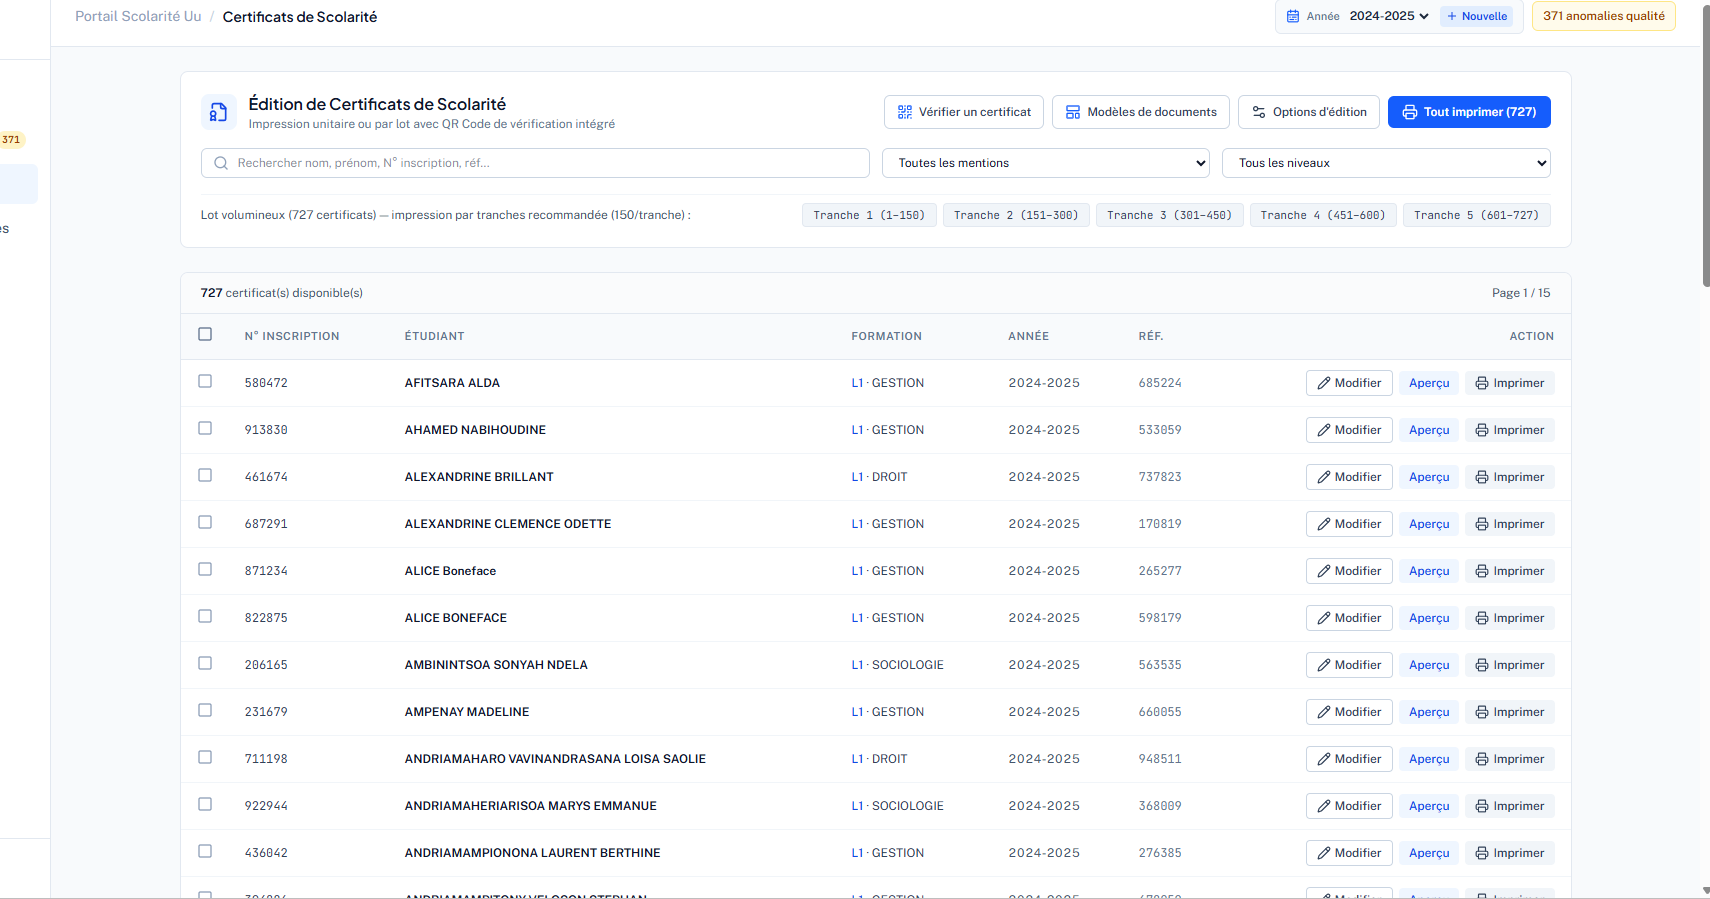 Portail Scolarité Uu / Certificats de Scolarité
Année 2024-2025 + Nouvelle 371 anomalies qualité
Édition de Certificats de Scolarité
Impression unitaire ou par lot avec QR Code de vérification intégré
Vérifier un certificat Modèles de documents Options d'édition Tout imprimer (727)
371
Rechercher nom, prénom, N° inscription, réf... Toutes les mentions Tous les niveaux
Lot volumineux (727 certificats) — impression par tranches recommandée (150/tranche) : Tranche 1 (1–150) Tranche 2 (151–300) Tranche 3 (301–450) Tranche 4 (451–600) Tranche 5 (601–727)
727 certificat(s) disponible(s) Page 1 / 15
N° INSCRIPTION ÉTUDIANT FORMATION ANNÉE RÉF. ACTION
580472 AFITSARA ALDA L1 · GESTION 2024-2025 685224 Modifier Aperçu Imprimer
913830 AHAMED NABIHOUDINE L1 · GESTION 2024-2025 533059 Modifier Aperçu Imprimer
461674 ALEXANDRINE BRILLANT L1 · DROIT 2024-2025 737823 Modifier Aperçu Imprimer
687291 ALEXANDRINE CLEMENCE ODETTE L1 · GESTION 2024-2025 170819 Modifier Aperçu Imprimer
871234 ALICE Boneface L1 · GESTION 2024-2025 265277 Modifier Aperçu Imprimer
822875 ALICE BONEFACE L1 · GESTION 2024-2025 598179 Modifier Aperçu Imprimer
206165 AMBININTSOA SONYAH NDELA L1 · SOCIOLOGIE 2024-2025 563535 Modifier Aperçu Imprimer
231679 AMPENAY MADELINE L1 · GESTION 2024-2025 660055 Modifier Aperçu Imprimer
711198 ANDRIAMAHARO VAVINANDRASANA LOISA SAOLIE L1 · DROIT 2024-2025 948511 Modifier Aperçu Imprimer
922944 ANDRIAMAHERIARISOA MARYS EMMANUE L1 · SOCIOLOGIE 2024-2025 368009 Modifier Aperçu Imprimer
436042 ANDRIAMAMPIONONA LAURENT BERTHINE L1 · GESTION 2024-2025 276385 Modifier Aperçu Imprimer